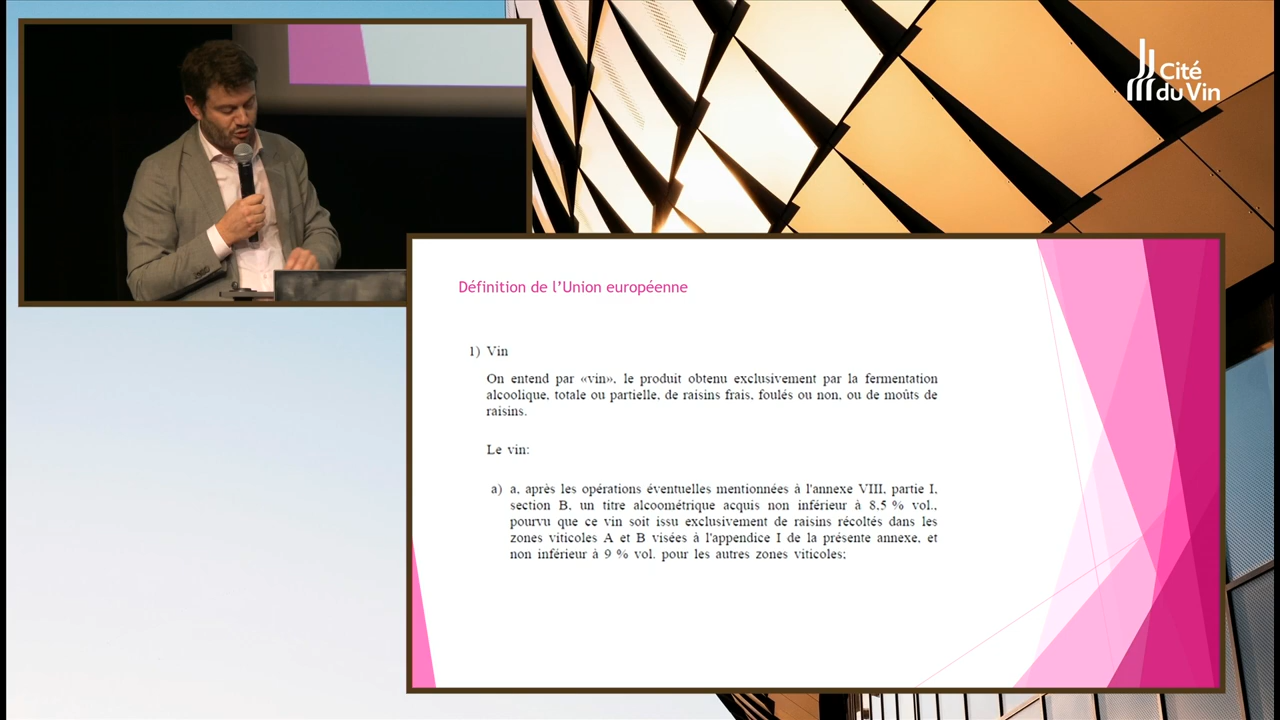 Cité
du Vin
Définition de l’Union européenne
1) Vin
On entend par «vin», le produit obtenu exclusivement par la fermentation
alcoolique, totale ou partielle, de raisins frais, foulés ou non, ou de moûts de
raisins.
Le vin:
a) a, après les opérations éventuelles mentionnées à l'annexe VIII, partie I,
section B, un titre alcoométrique acquis non inférieur à 8,5 % vol.,
pourvu que ce vin soit issu exclusivement de raisins récoltés dans les
zones viticoles A et B visées à l'appendice I de la présente annexe, et
non inférieur à 9 % vol. pour les autres zones viticoles;